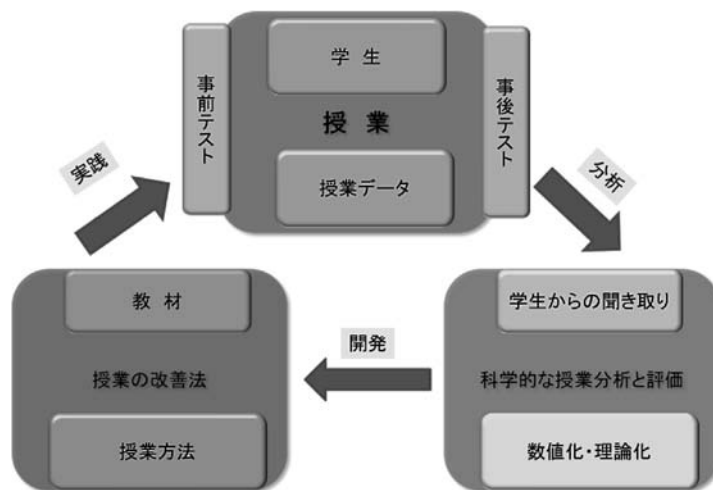 学 生
事前テスト
授 業
事後テスト
授業データ
実践
分析
教 材
授業の改善法
授業方法
開発
学生からの聞き取り
科学的な授業分析と評価
数値化・理論化